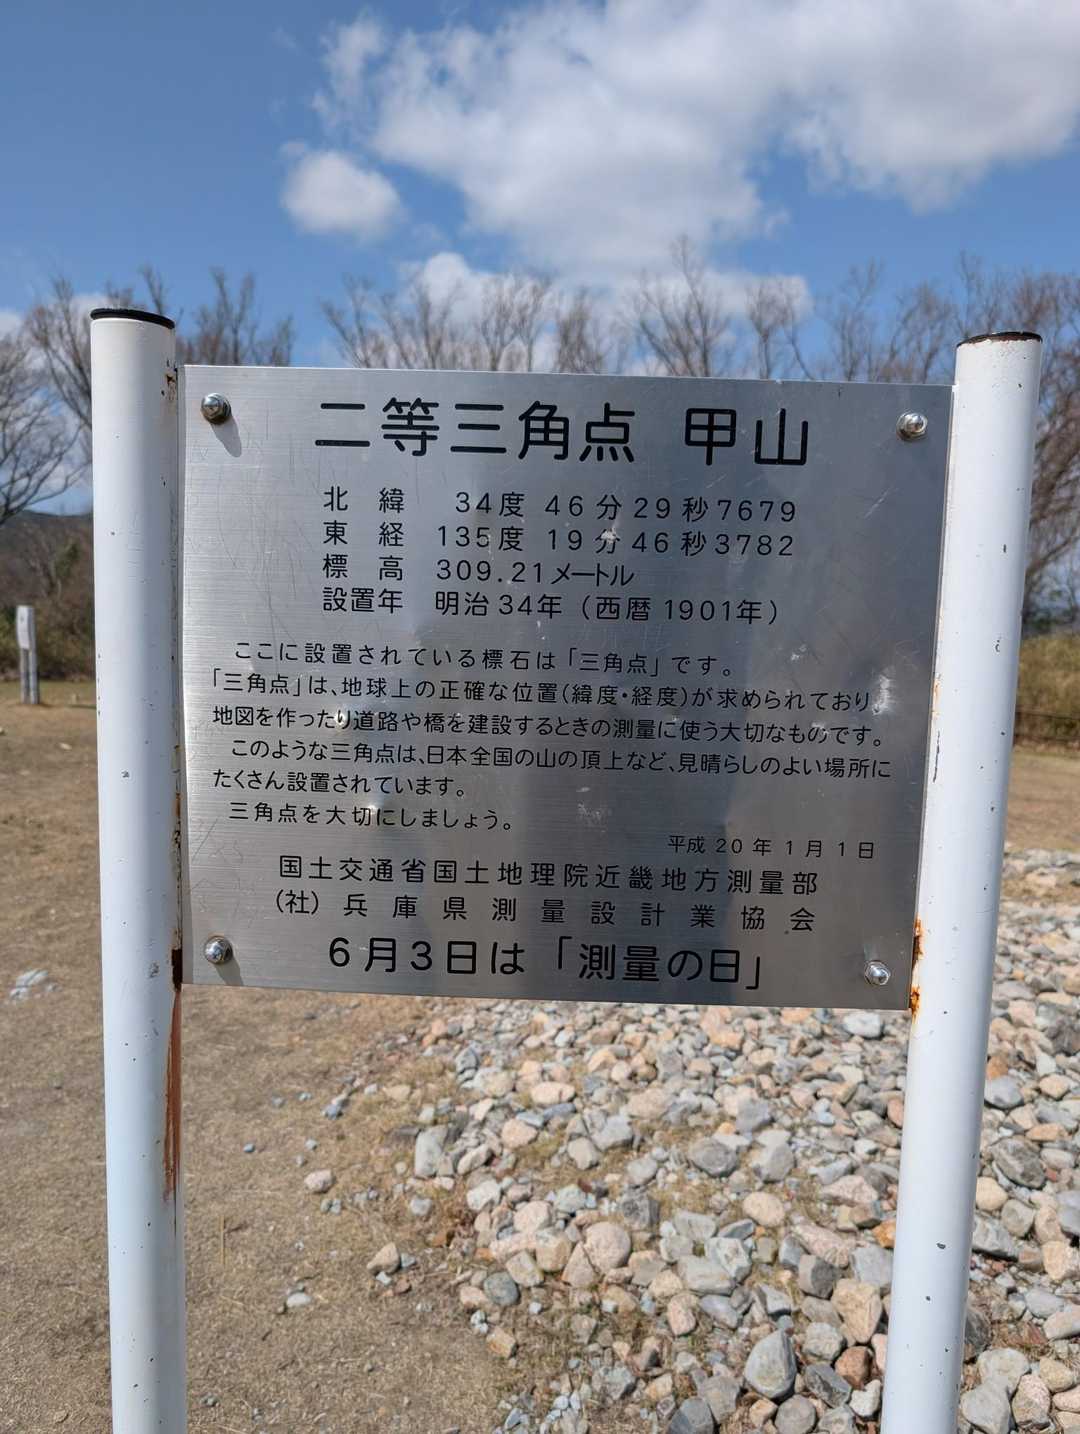 二等三角点 甲山
北 緯 34度 46分 29秒7679
東 経 135度 19分 46秒3782
標 高 309.21メートル
設置年 明治34年(西暦1901年)
ここに設置されている標石は「三角点」です。
「三角点」は、地球上の正確な位置(緯度・経度)が求められており、
地図を作ったり道路や橋を建設するときの測量に使う大切なものです。
このような三角点は、日本全国の山の頂上など、見晴らしのよい場所に
たくさん設置されています。
三角点を大切にしましょう。
平成20年1月1日
国土交通省国土地理院近畿地方測量部
(社)兵庫県測量設計業協会
6月3日は「測量の日」